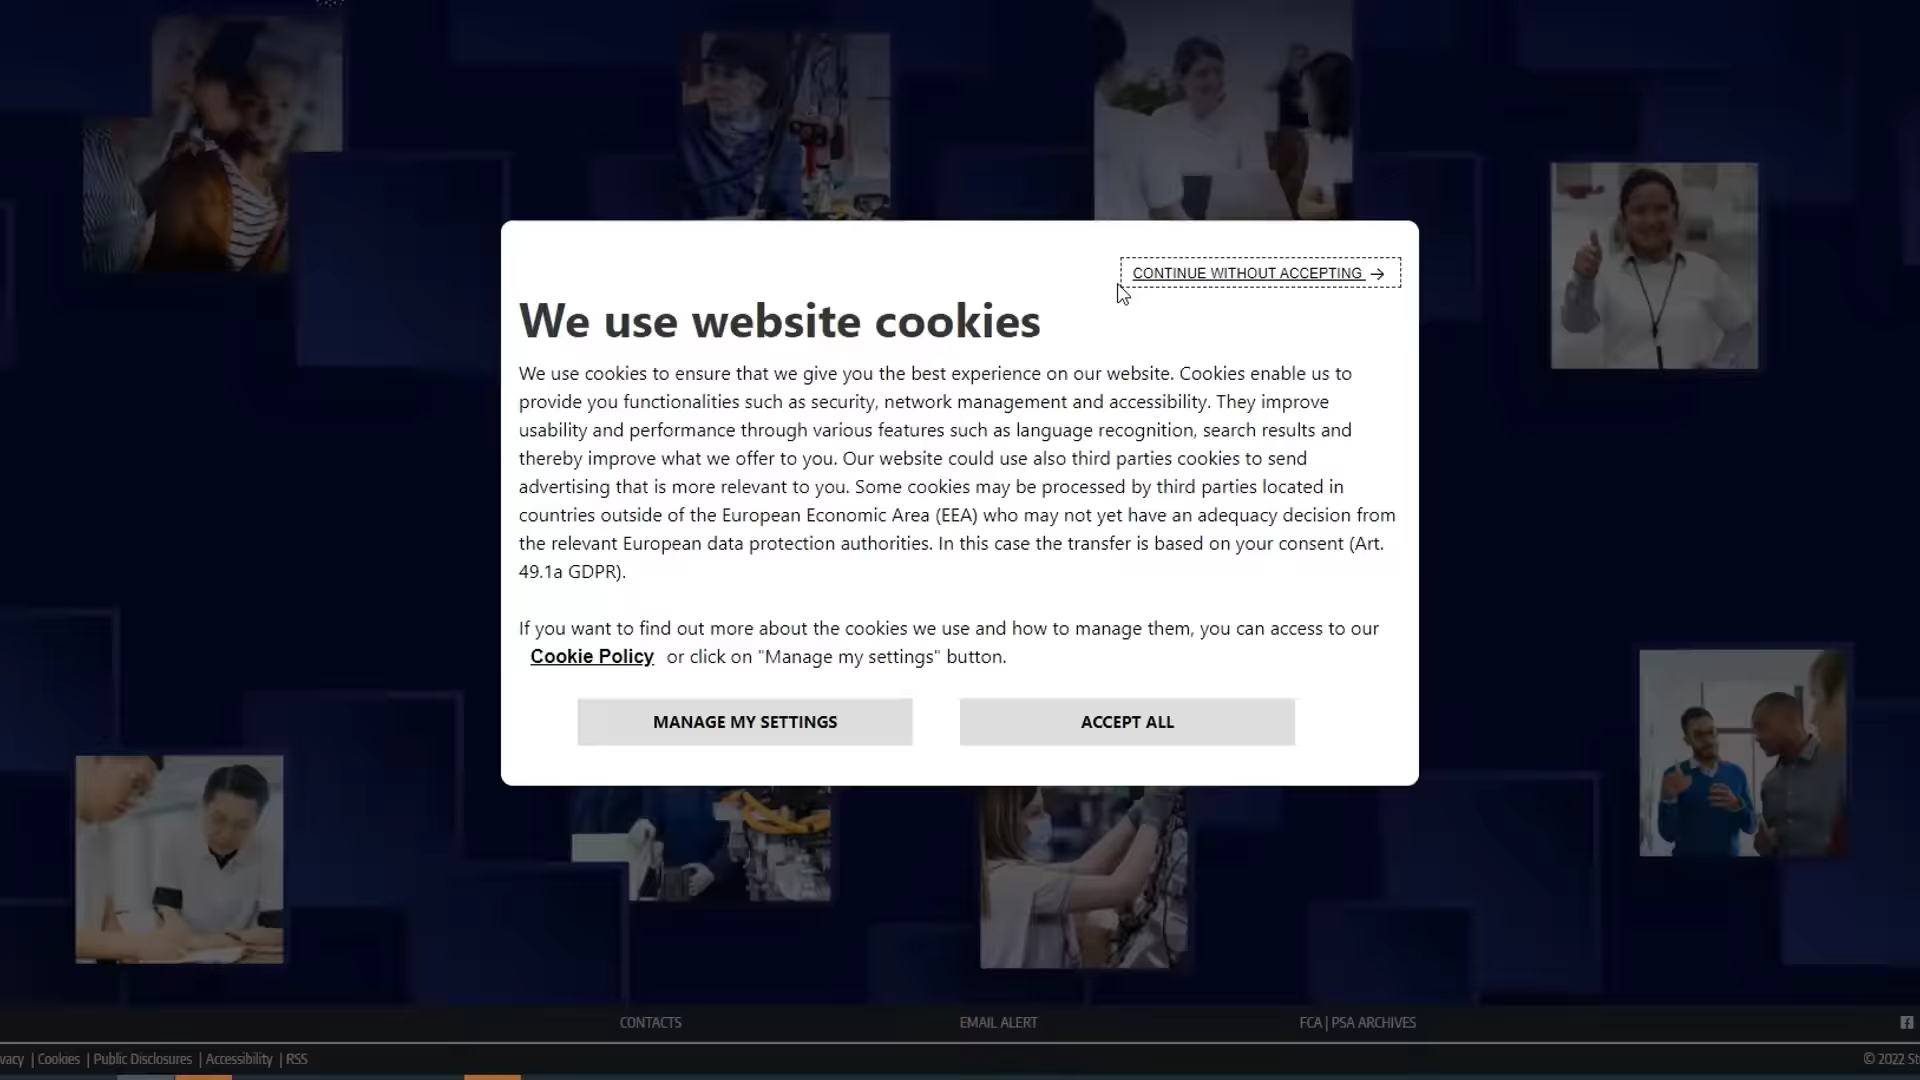 CONTINUE WITHOUT ACCEPTING →
We use website cookies
We use cookies to ensure that we give you the best experience on our website. Cookies enable us to
provide you functionalities such as security, network management and accessibility. They improve
usability and performance through various features such as language recognition, search results and
thereby improve what we offer to you. Our website could use also third parties cookies to send
advertising that is more relevant to you. Some cookies may be processed by third parties located in
countries outside of the European Economic Area (EEA) who may not yet have an adequacy decision from
the relevant European data protection authorities. In this case the transfer is based on your consent (Art.
49.1a GDPR).
If you want to find out more about the cookies we use and how to manage them, you can access to our
Cookie Policy or click on "Manage my settings" button.
MANAGE MY SETTINGS
ACCEPT ALL
CONTACTS
EMAIL ALERT
FCA | PSA ARCHIVES
vacy | Cookies | Public Disclosures | Accessibility | RSS
© 2022 St